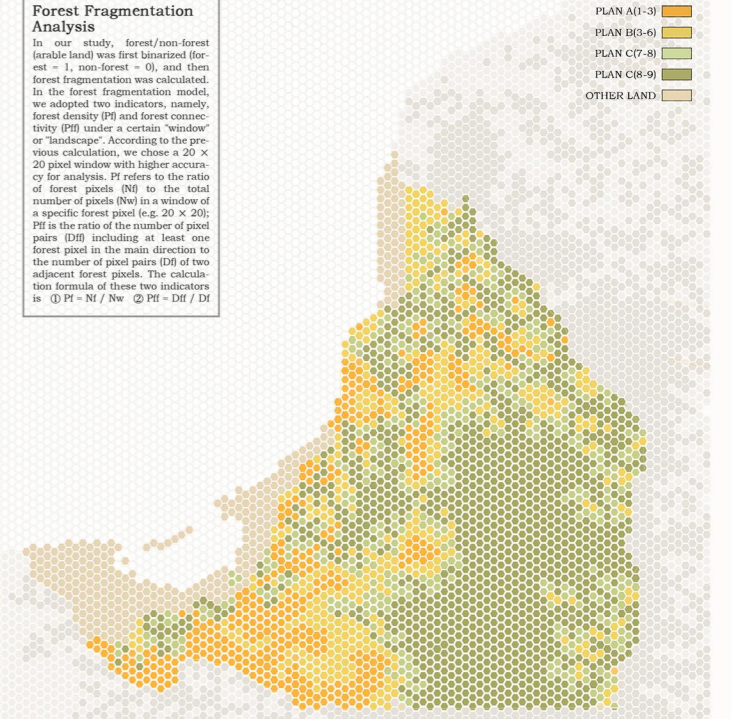 Forest Fragmentation
Analysis
In our study, forest/non-forest
(arable land) was first binarized (for-
est = 1, non-forest = 0), and then
forest fragmentation was calculated.
In the forest fragmentation model,
we adopted two indicators, namely,
forest density (Pf) and forest connec-
tivity (Pff) under a certain "window"
or "landscape". According to the pre-
vious calculation, we chose a 20 ×
20 pixel window with higher accura-
cy for analysis. Pf refers to the ratio
of forest pixels (Nf) to the total
number of pixels (Nw) in a window of
a specific forest pixel (e.g. 20 × 20);
Pff is the ratio of the number of pixel
pairs (Dff) including at least one
forest pixel in the main direction to
the number of pixel pairs (Df) of two
adjacent forest pixels. The calcula-
tion formula of these two indicators
is ① Pf = Nf / Nw ② Pff = Dff / Df
PLAN A(1-3)
PLAN B(3-6)
PLAN C(7-8)
PLAN C(8-9)
OTHER LAND